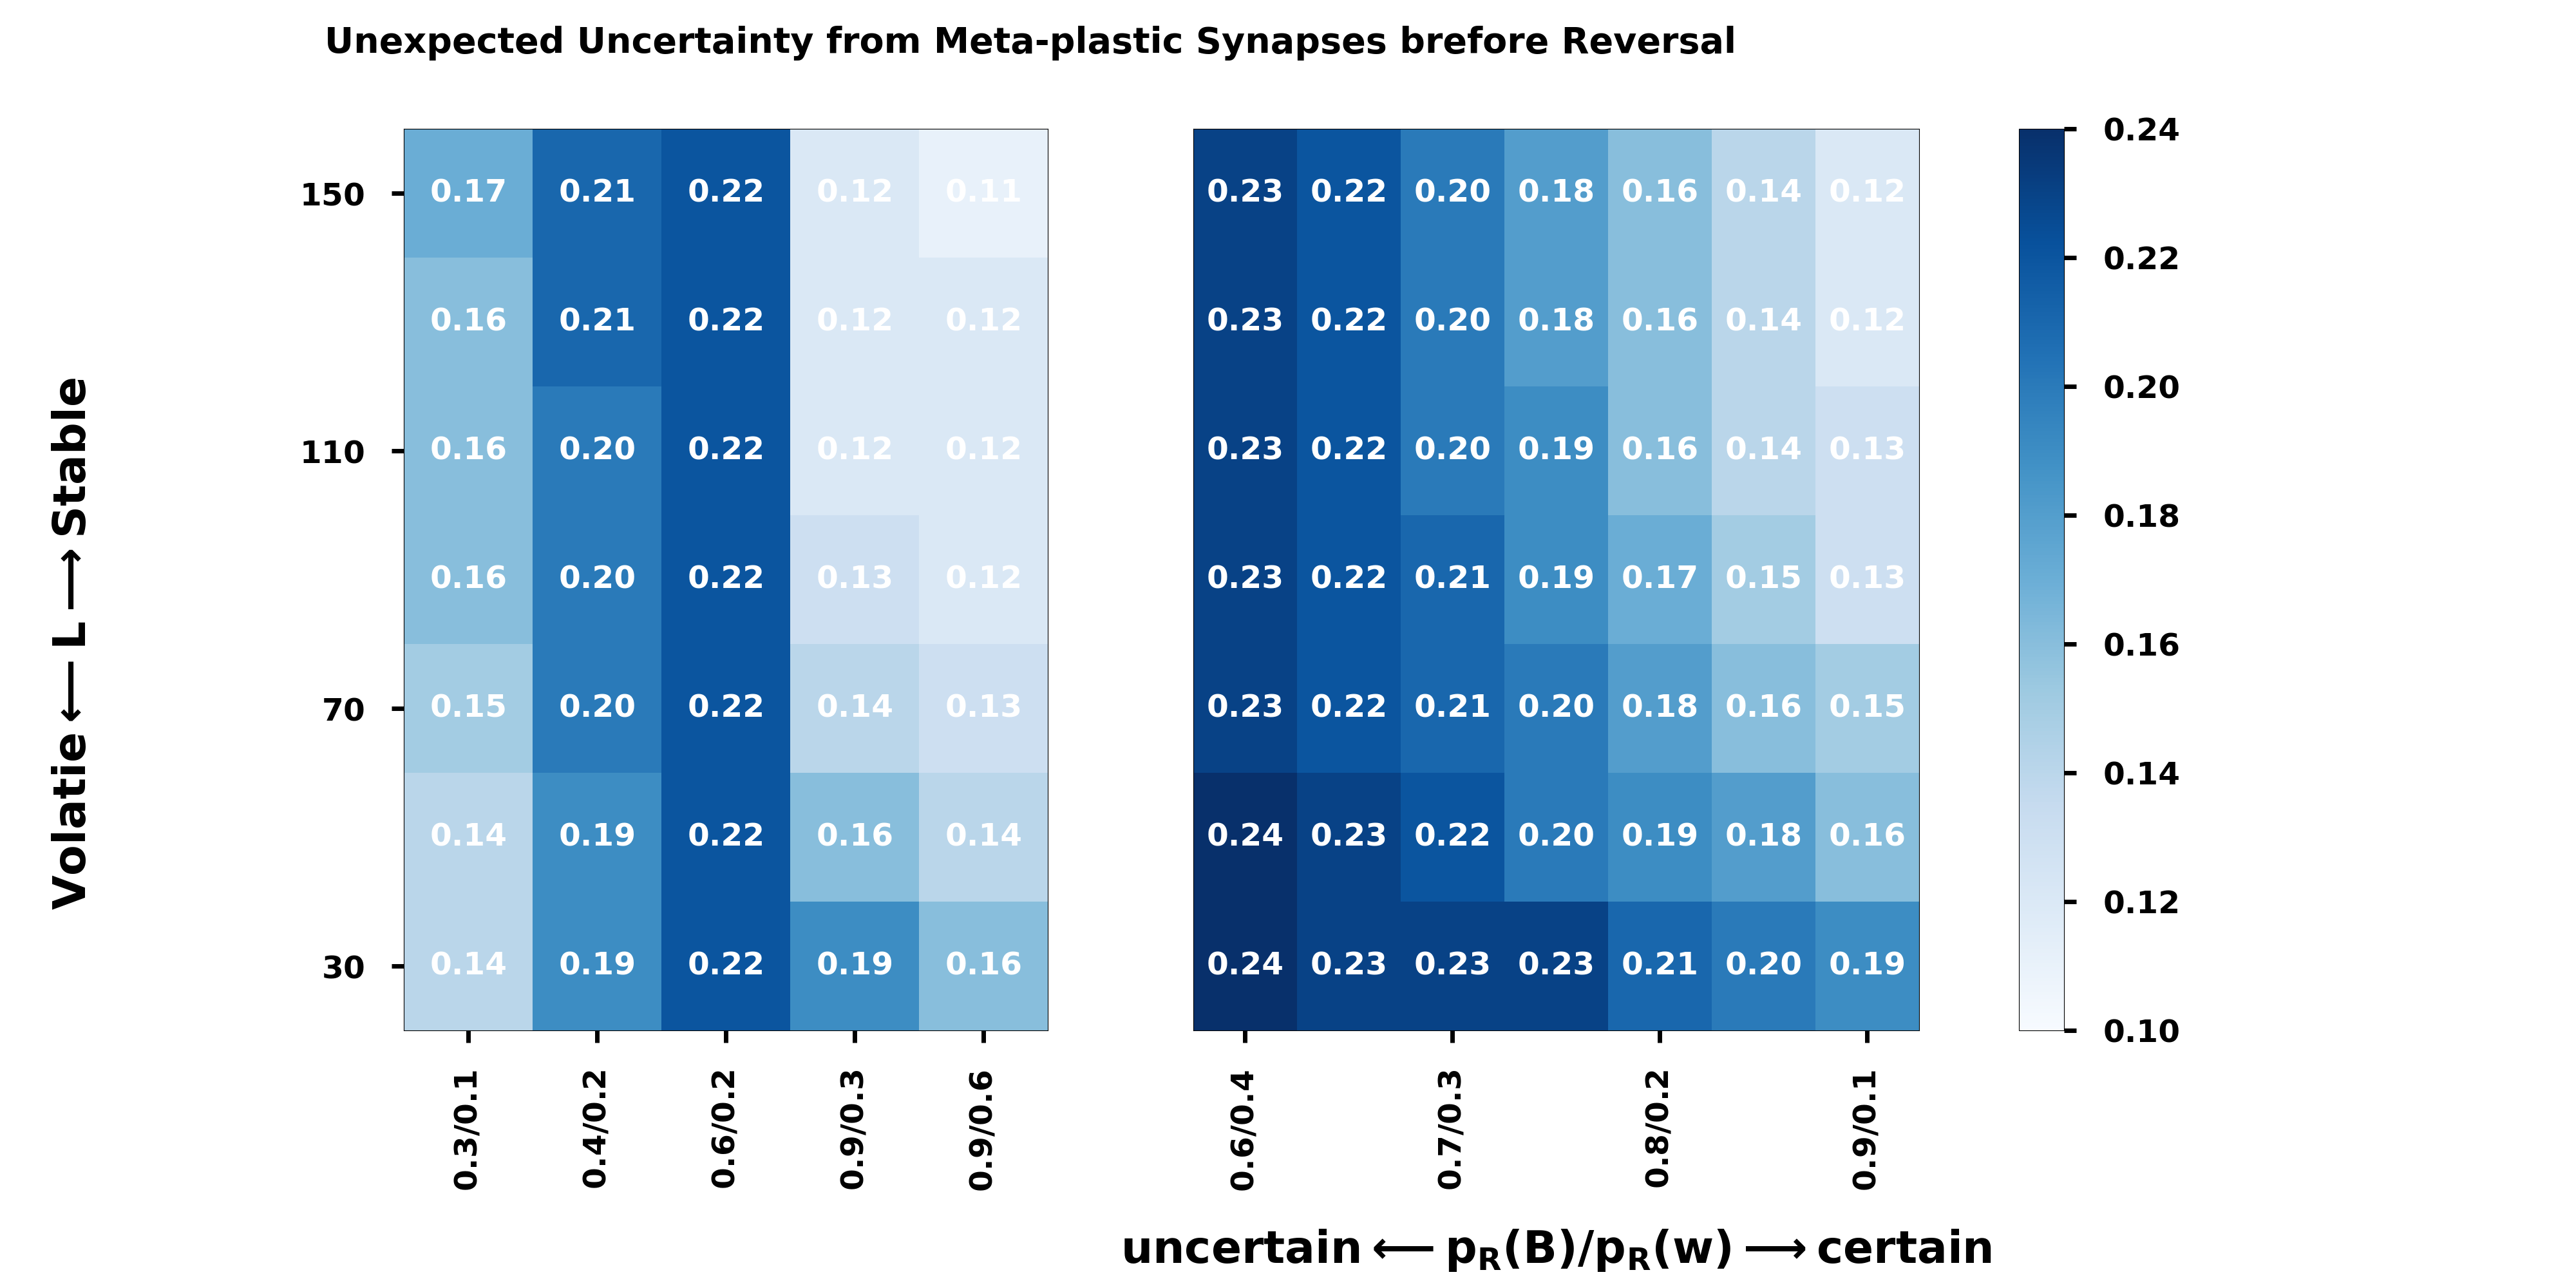 Unexpected Uncertainty from Meta-plastic Synapses brefore Reversal
Volatie ⟵ L ⟶ Stable
150
110
70
30
0.17 0.21 0.22 0.12 0.11
0.16 0.21 0.22 0.12 0.12
0.16 0.20 0.22 0.12 0.12
0.16 0.20 0.22 0.13 0.12
0.15 0.20 0.22 0.14 0.13
0.14 0.19 0.22 0.16 0.14
0.14 0.19 0.22 0.19 0.16
0.3/0.1 0.4/0.2 0.6/0.2 0.9/0.3 0.9/0.6
0.23 0.22 0.20 0.18 0.16 0.14 0.12
0.23 0.22 0.20 0.18 0.16 0.14 0.12
0.23 0.22 0.20 0.19 0.16 0.14 0.13
0.23 0.22 0.21 0.19 0.17 0.15 0.13
0.23 0.22 0.21 0.20 0.18 0.16 0.15
0.24 0.23 0.22 0.20 0.19 0.18 0.16
0.24 0.23 0.23 0.23 0.21 0.20 0.19
0.6/0.4 0.7/0.3 0.8/0.2 0.9/0.1
uncertain ⟵ pR(B)/pR(w) ⟶ certain
0.24
0.22
0.20
0.18
0.16
0.14
0.12
0.10